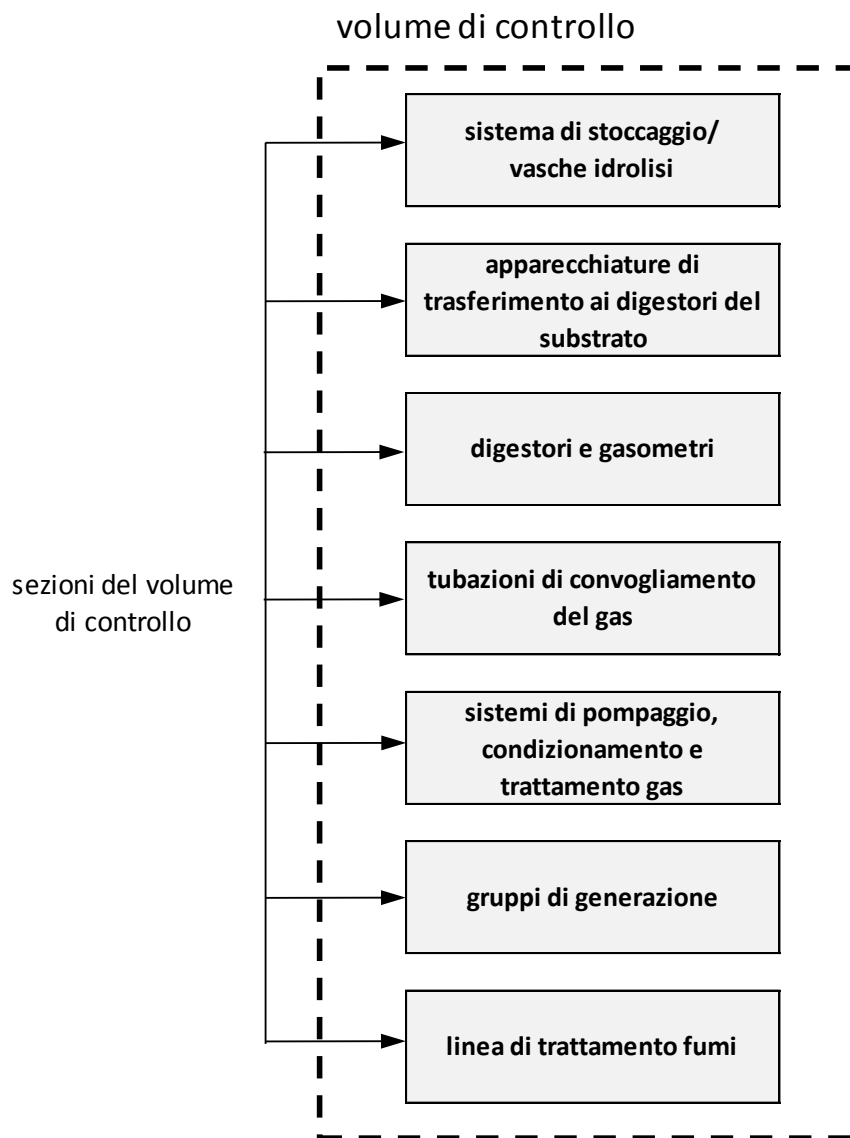 volume di controllo
sistema di stoccaggio/
vasche idrolisi
apparecchiature di
trasferimento ai digestori del
substrato
digestori e gasometri
sezioni del volume
di controllo
tubazioni di convogliamento
del gas
sistemi di pompaggio,
condizionamento e
trattamento gas
gruppi di generazione
linea di trattamento fumi